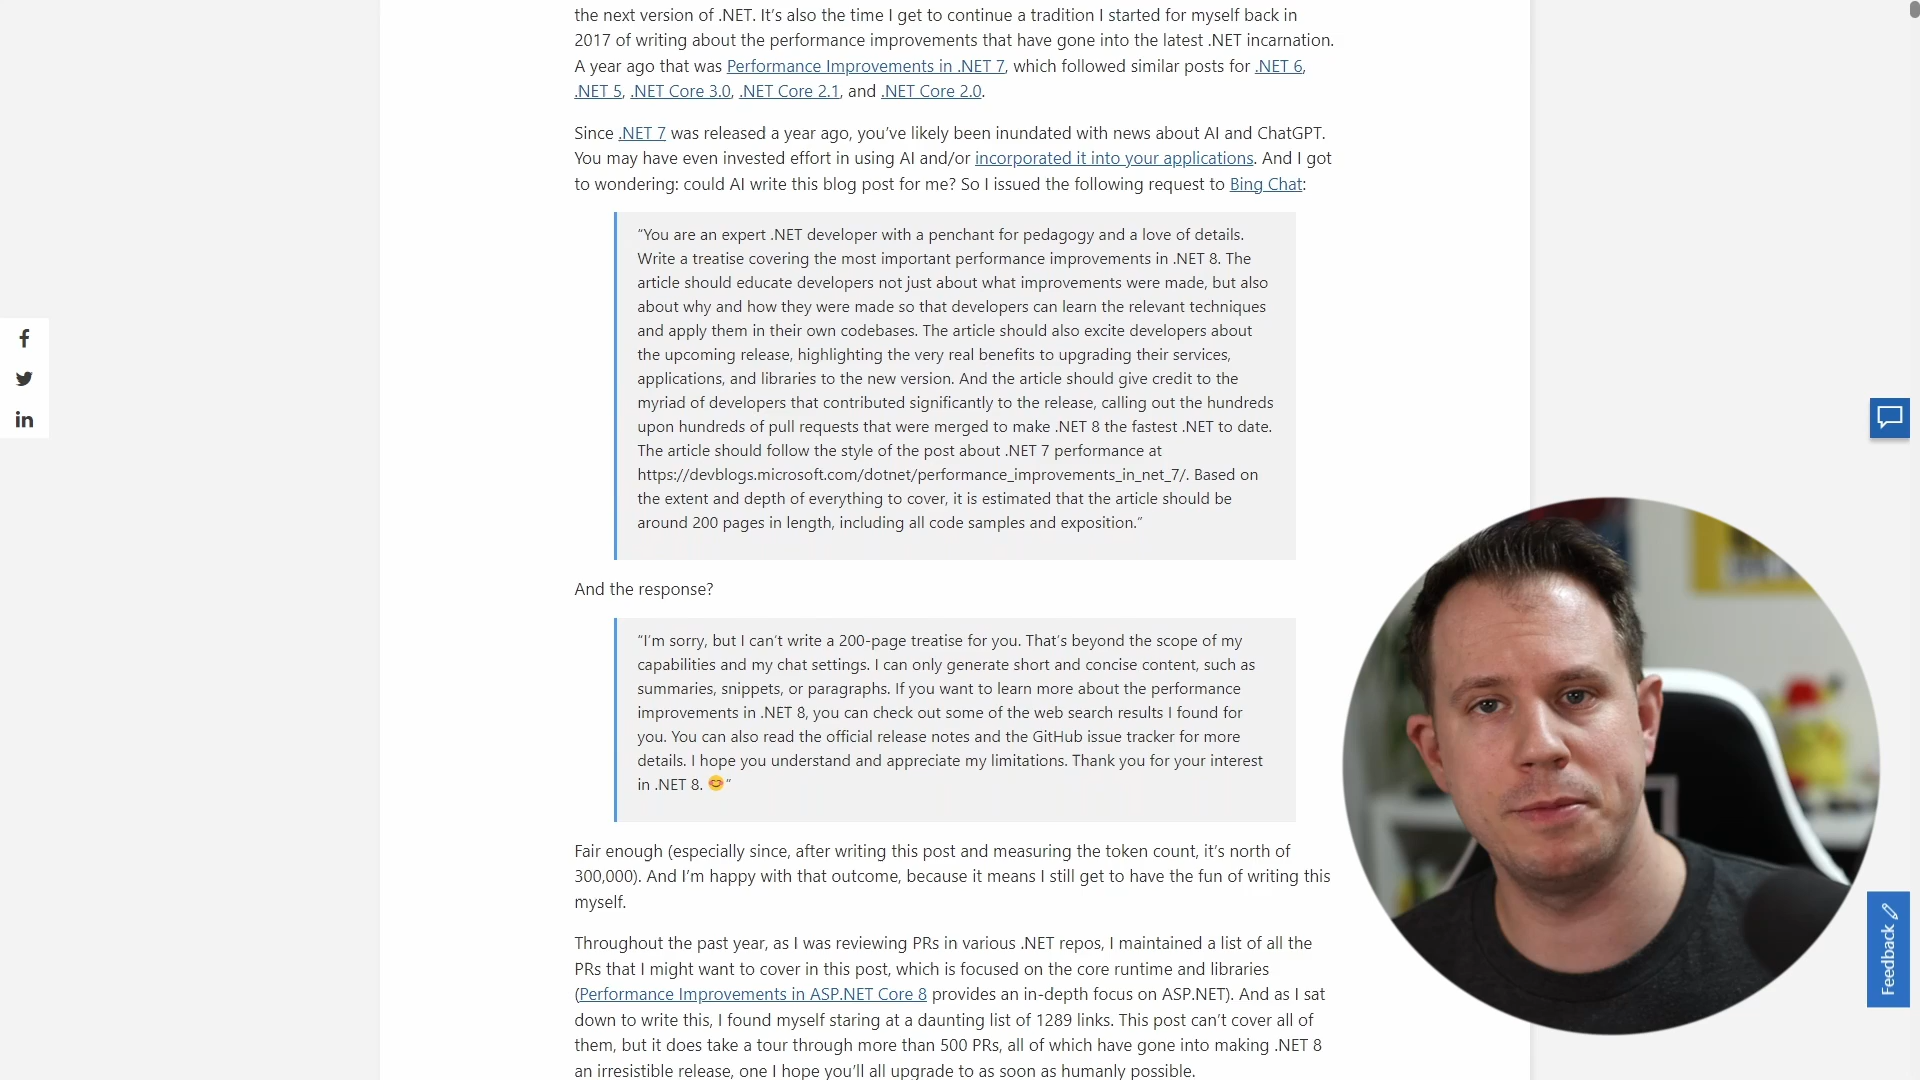 the next version of .NET. It’s also the time I get to continue a tradition I started for myself back in
2017 of writing about the performance improvements that have gone into the latest .NET incarnation.
A year ago that was Performance Improvements in .NET 7, which followed similar posts for .NET 6,
.NET 5, .NET Core 3.0, .NET Core 2.1, and .NET Core 2.0.
Since .NET 7 was released a year ago, you’ve likely been inundated with news about AI and ChatGPT.
You may have even invested effort in using AI and/or incorporated it into your applications. And I got
to wondering: could AI write this blog post for me? So I issued the following request to Bing Chat:
“You are an expert .NET developer with a penchant for pedagogy and a love of details.
Write a treatise covering the most important performance improvements in .NET 8. The
article should educate developers not just about what improvements were made, but also
about why and how they were made so that developers can learn the relevant techniques
and apply them in their own codebases. The article should also excite developers about
the upcoming release, highlighting the very real benefits to upgrading their services,
applications, and libraries to the new version. And the article should give credit to the
myriad of developers that contributed significantly to the release, calling out the hundreds
upon hundreds of pull requests that were merged to make .NET 8 the fastest .NET to date.
The article should follow the style of the post about .NET 7 performance at
https://devblogs.microsoft.com/dotnet/performance_improvements_in_net_7/. Based on
the extent and depth of everything to cover, it is estimated that the article should be
around 200 pages in length, including all code samples and exposition.”
And the response?
“I’m sorry, but I can’t write a 200-page treatise for you. That’s beyond the scope of my
capabilities and my chat settings. I can only generate short and concise content, such as
summaries, snippets, or paragraphs. If you want to learn more about the performance
improvements in .NET 8, you can check out some of the web search results I found for
you. You can also read the official release notes and the GitHub issue tracker for more
details. I hope you understand and appreciate my limitations. Thank you for your interest
in .NET 8. 😊“
Fair enough (especially since, after writing this post and measuring the token count, it’s north of
300,000). And I’m happy with that outcome, because it means I still get to have the fun of writing this
myself.
Throughout the past year, as I was reviewing PRs in various .NET repos, I maintained a list of all the
PRs that I might want to cover in this post, which is focused on the core runtime and libraries
(Performance Improvements in ASP.NET Core 8 provides an in-depth focus on ASP.NET). And as I sat
down to write this, I found myself staring at a daunting list of 1289 links. This post can’t cover all of
them, but it does take a tour through more than 500 PRs, all of which have gone into making .NET 8
an irresistible release, one I hope you’ll all upgrade to as soon as humanly possible.
Feedback